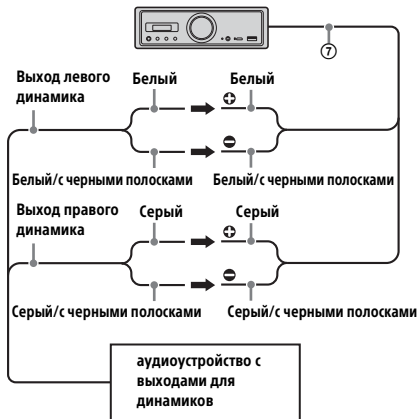 ⑦
Выход левого
динамика
Белый
Белый
Белый/с черными полосками
Белый/с черными полосками
Выход правого
динамика
Серый
Серый
Серый/с черными полосками
Серый/с черными полосками
аудиоустройство с
выходами для
динамиков